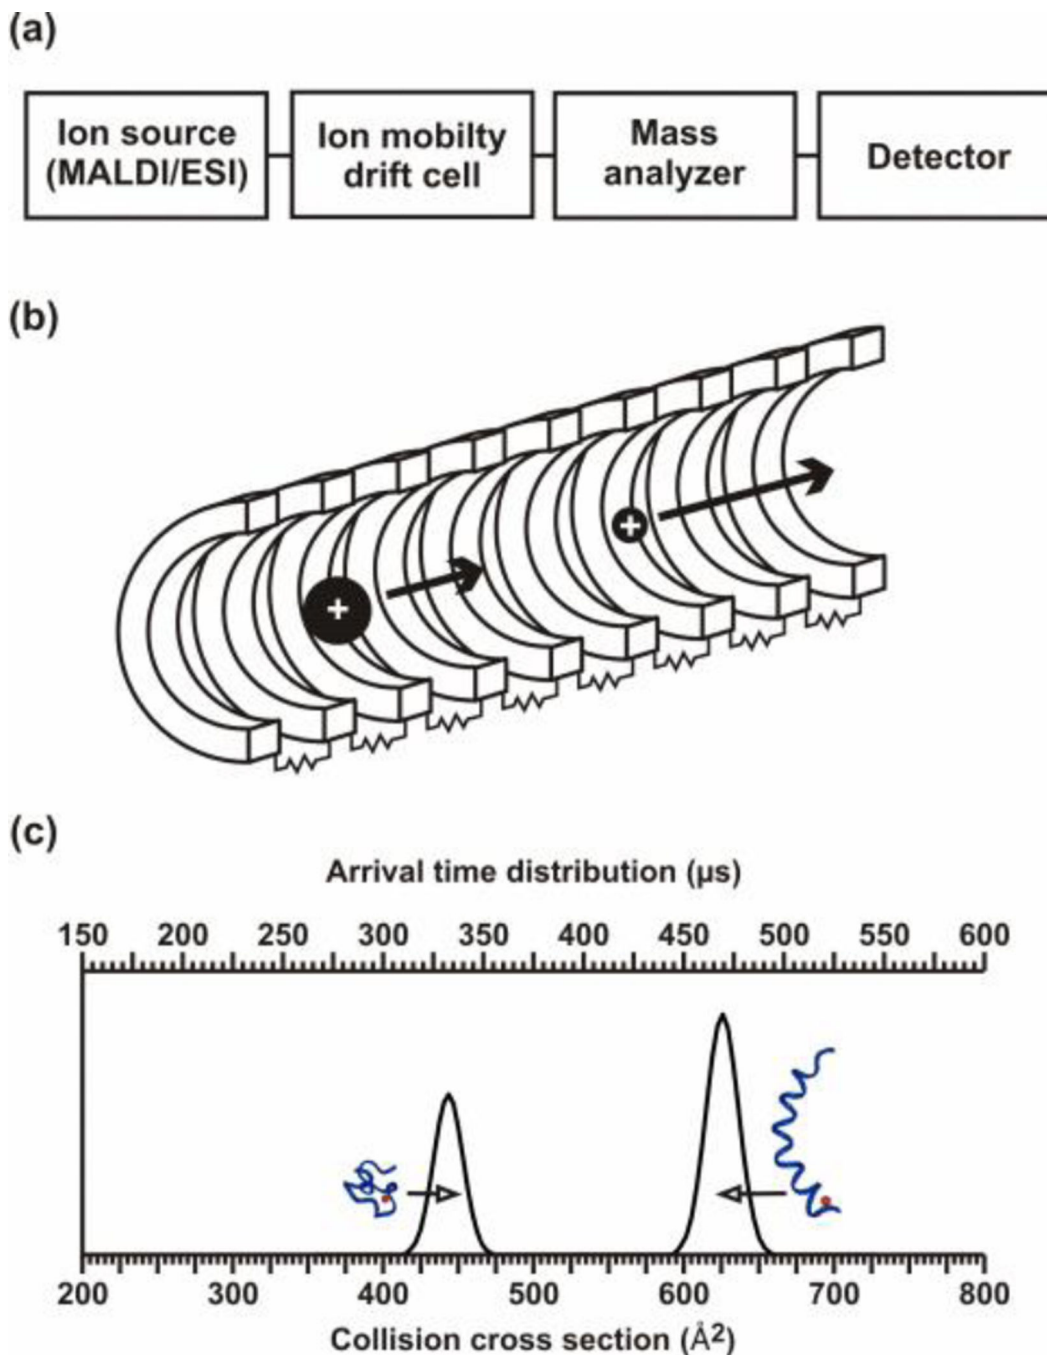 (a)
Ion source
(MALDI/ESI)
Ion mobilty
drift cell
Mass
analyzer
Detector
(b)
+
+
(c)
Arrival time distribution (µs)
150 200 250 300 350 400 450 500 550 600
200 300 400 500 600 700 800
Collision cross section (Å²)